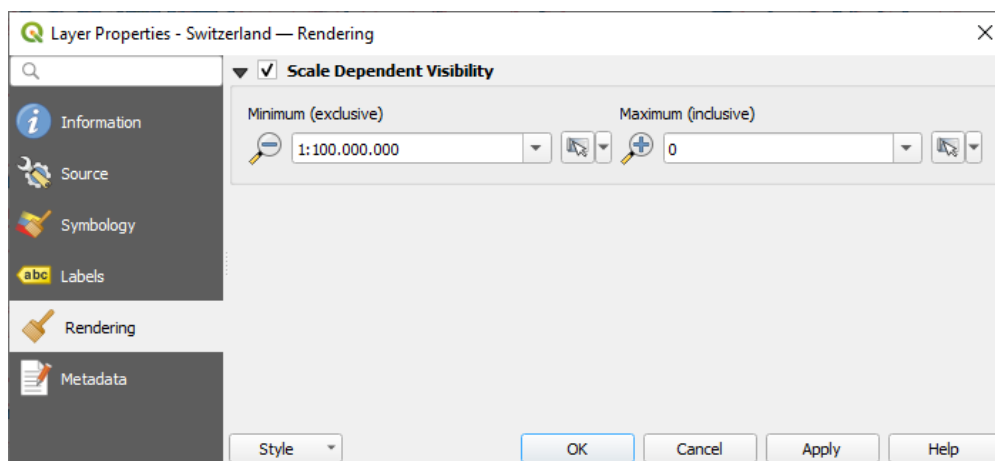 Layer Properties - Switzerland — Rendering
Scale Dependent Visibility
Information
Source
Symbology
abc Labels
Rendering
Metadata
Minimum (exclusive)
Maximum (inclusive)
1:100.000.000
0
Style
OK
Cancel
Apply
Help